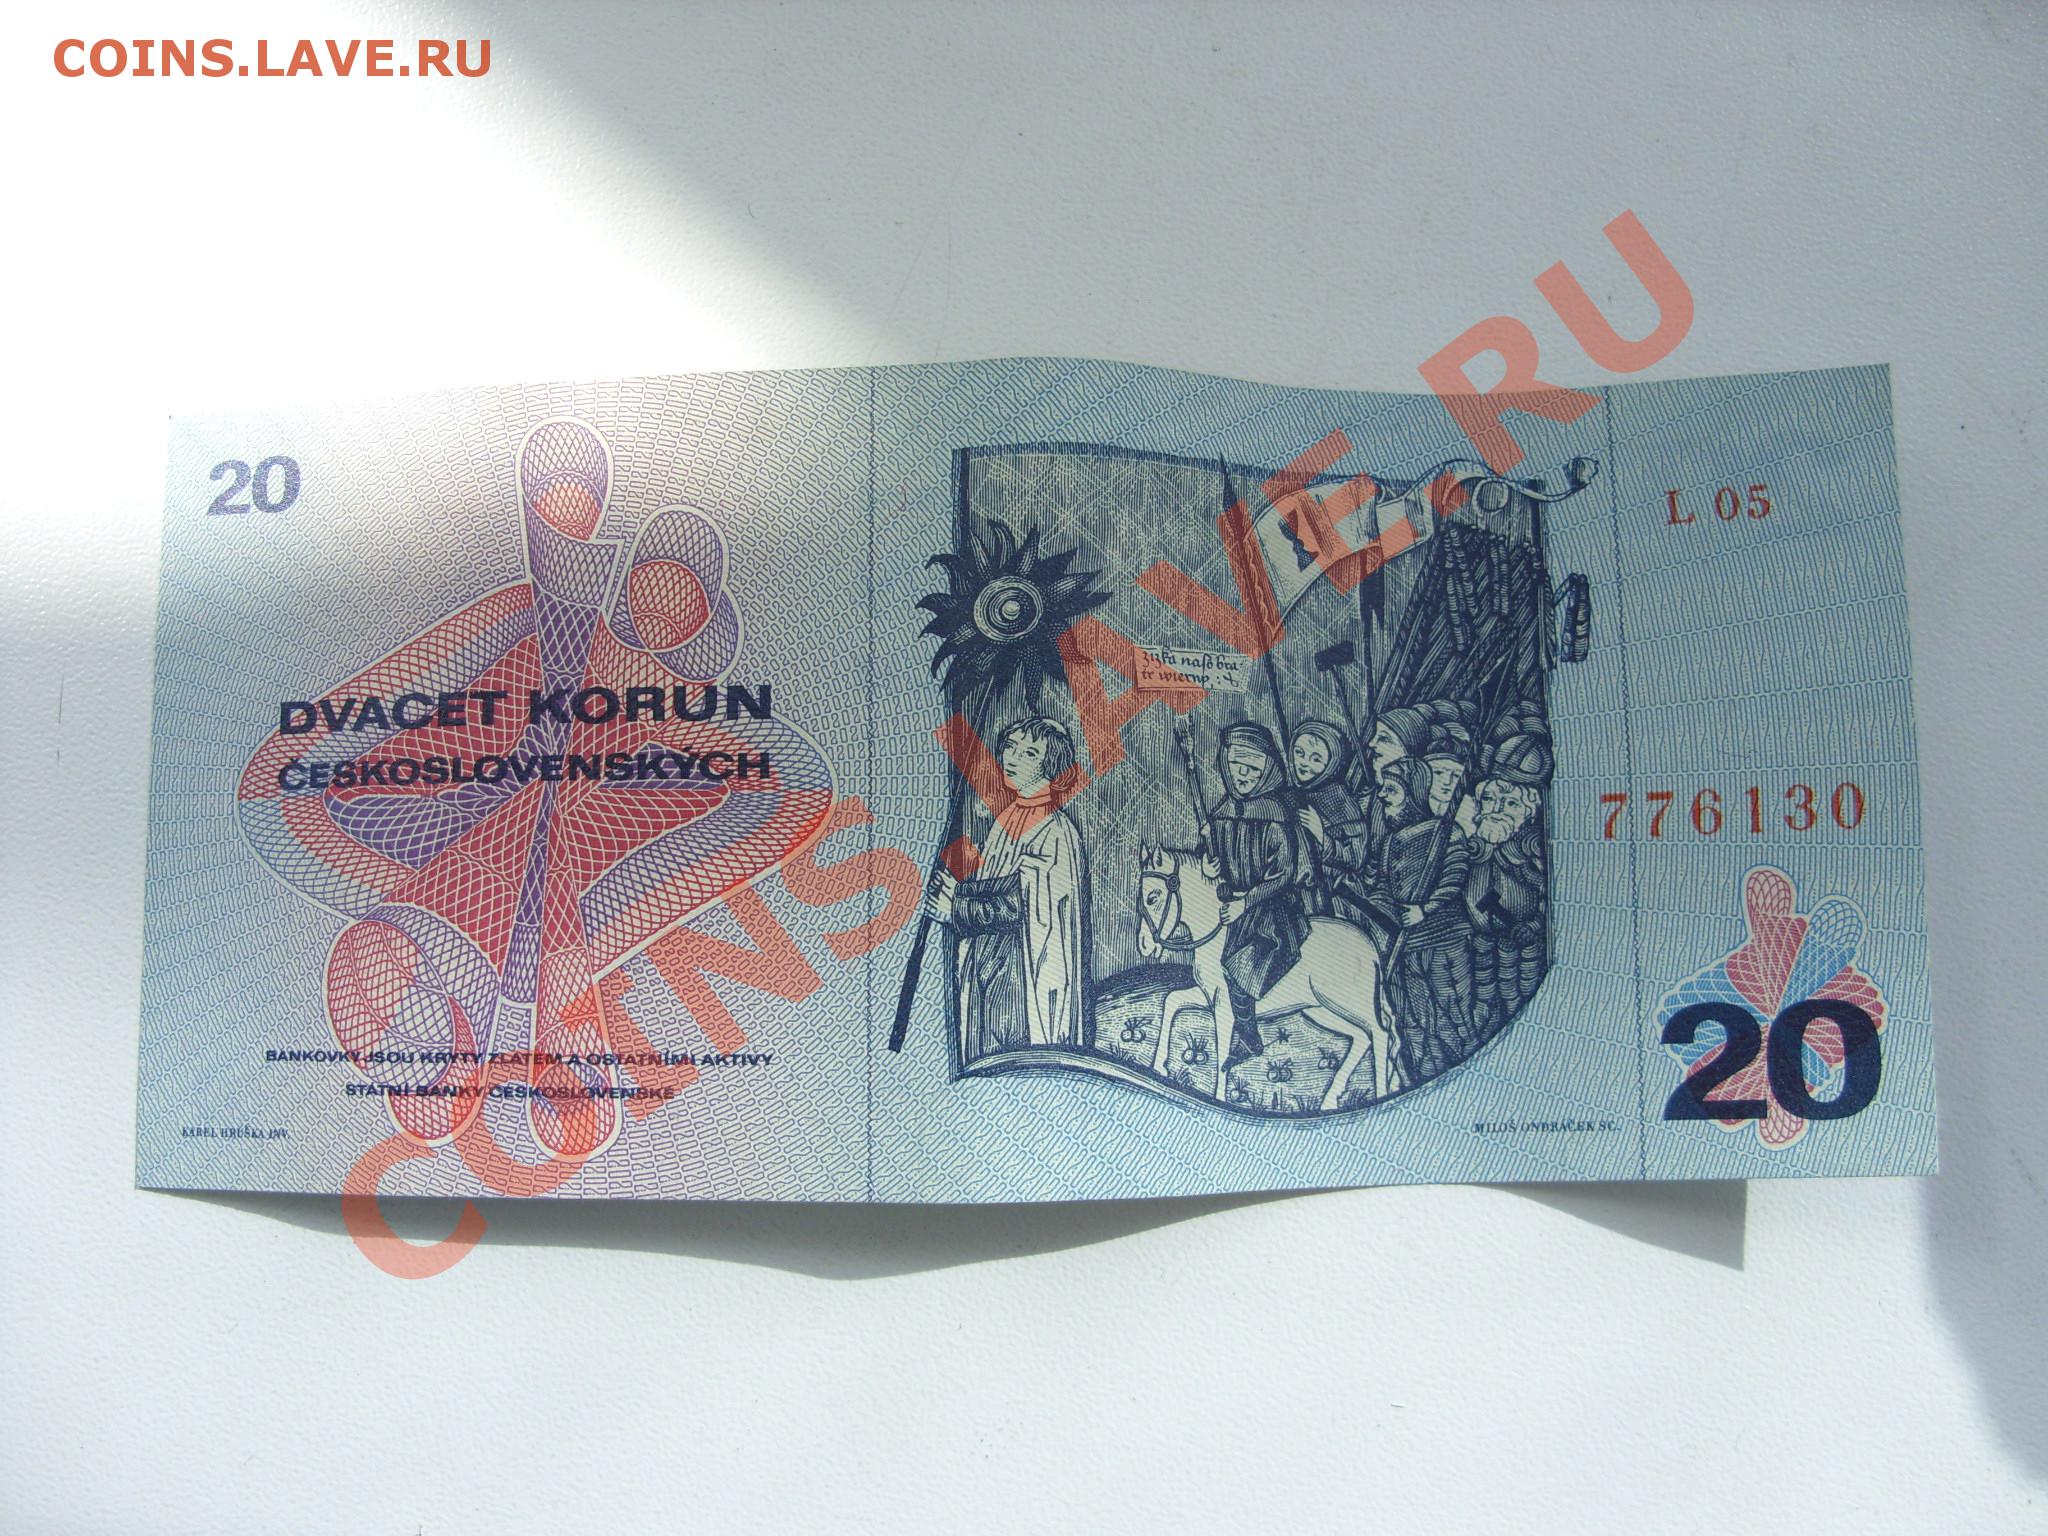 COINS.LAVE.RU
20
DVACET KORUN
ČESKOSLOVENSKÝCH
BANKOVKY JSOU KRYTY ZLATEM A OSTATNÍMI AKTIVY
STÁTNÍ BANKY ČESKOSLOVENSKÉ
KAREL HRUŠKA INV.
L 05
776130
20
MILOŠ ONDRÁČEK SC.
COINS.LAVE.RU